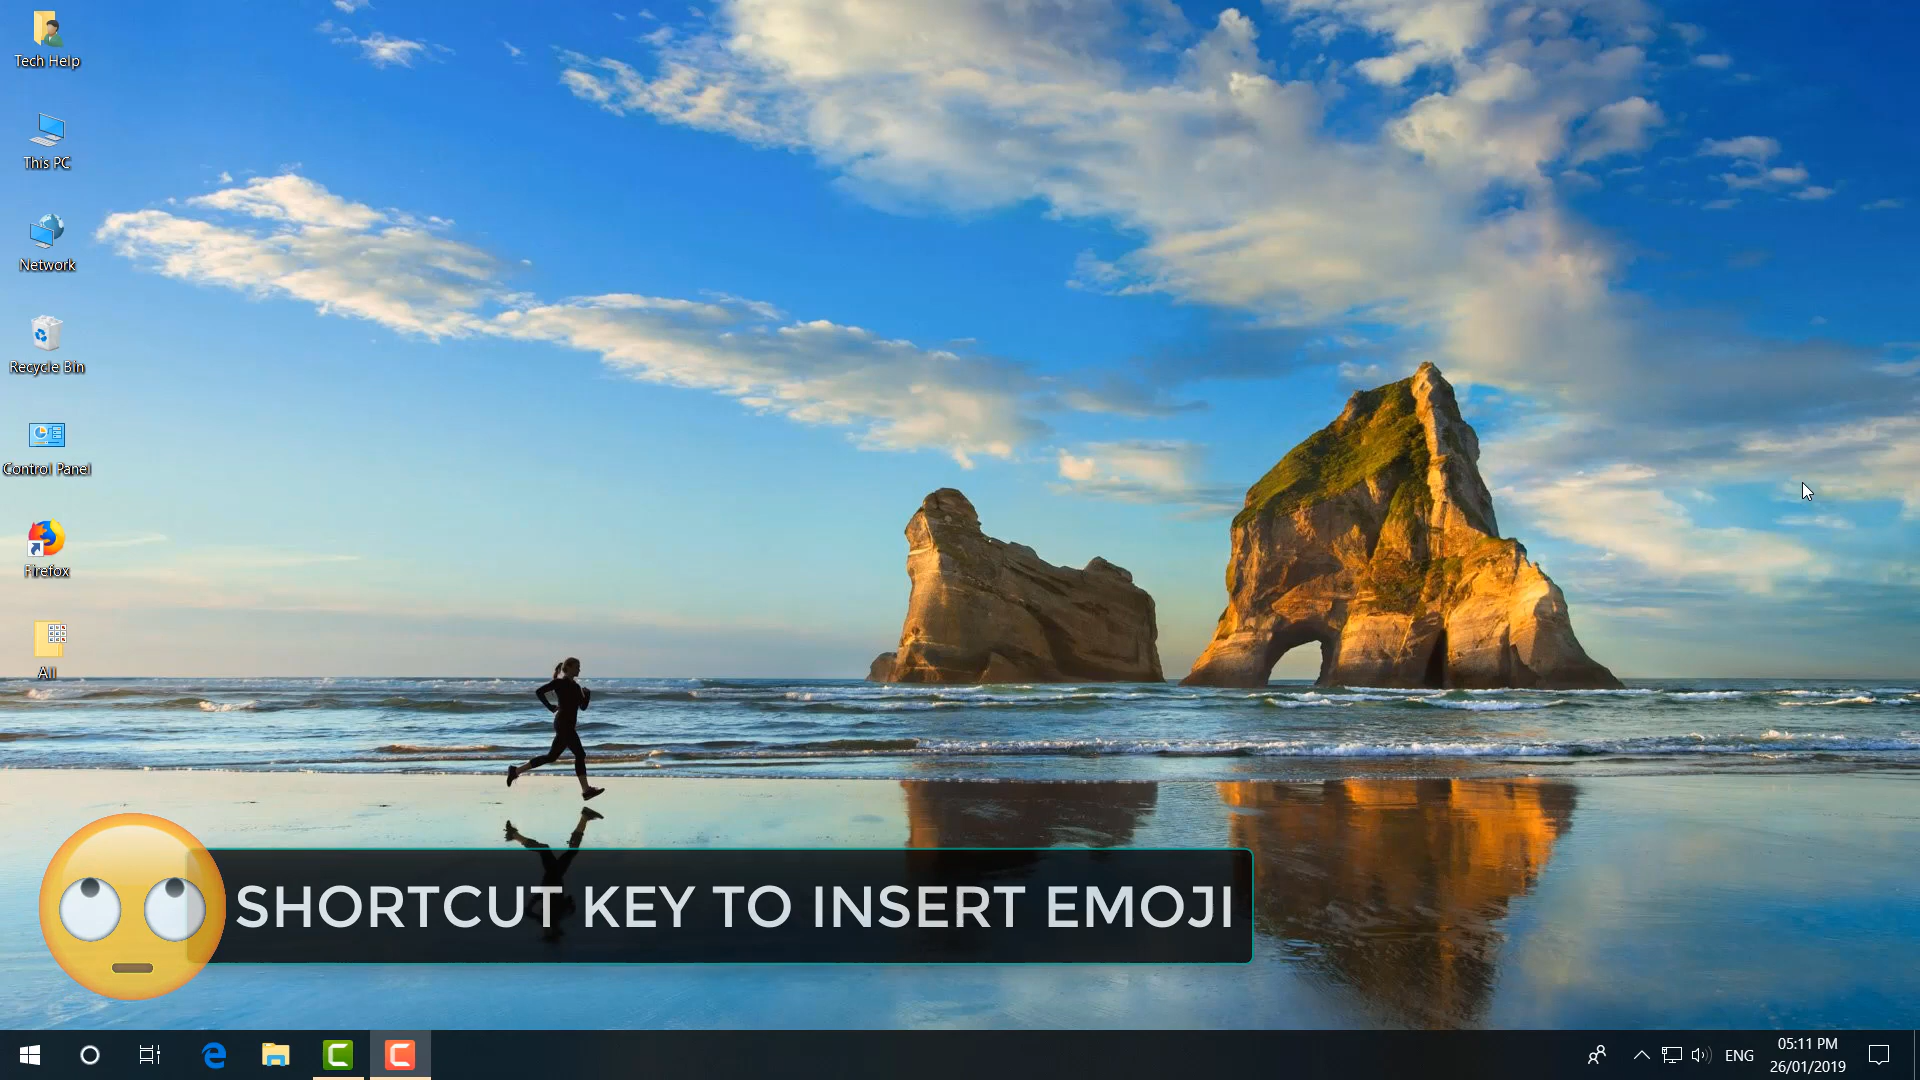 Tech Help
This PC
Network
Recycle Bin
Control Panel
Firefox
All
SHORTCUT KEY TO INSERT EMOJI
ENG
05:11 PM
26/01/2019